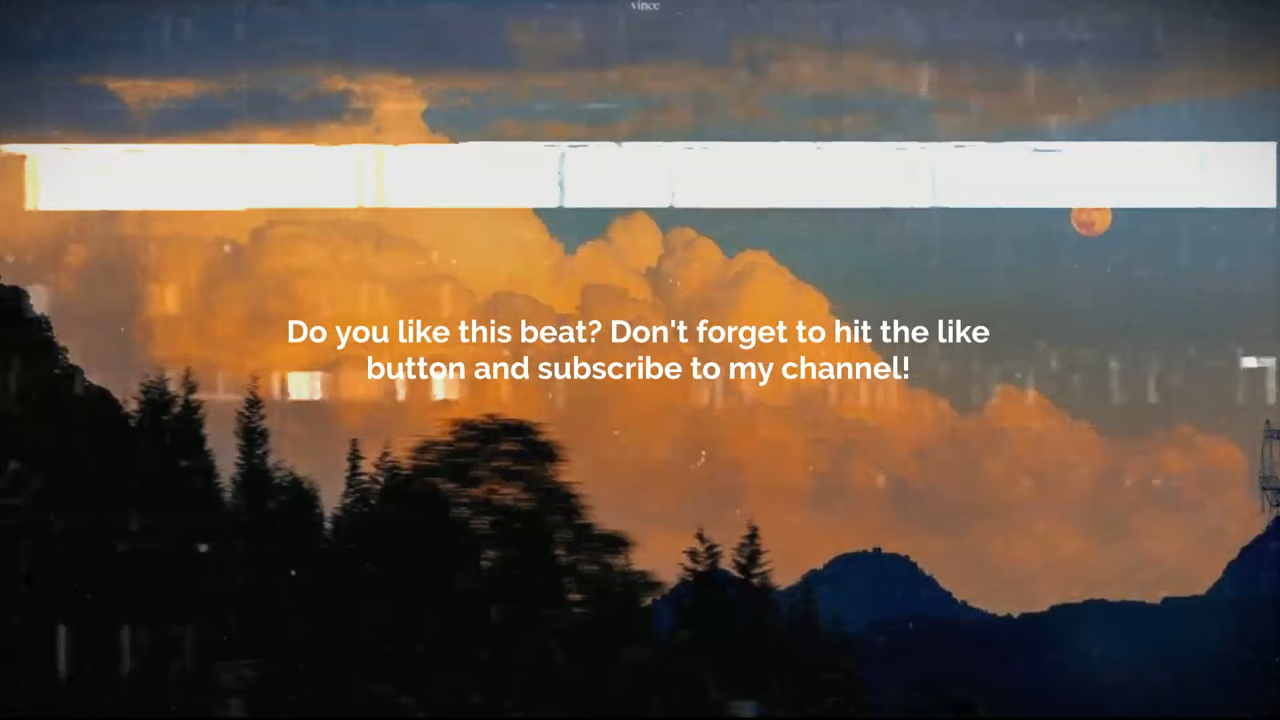 vince
Do you like this beat? Don't forget to hit the like
button and subscribe to my channel!